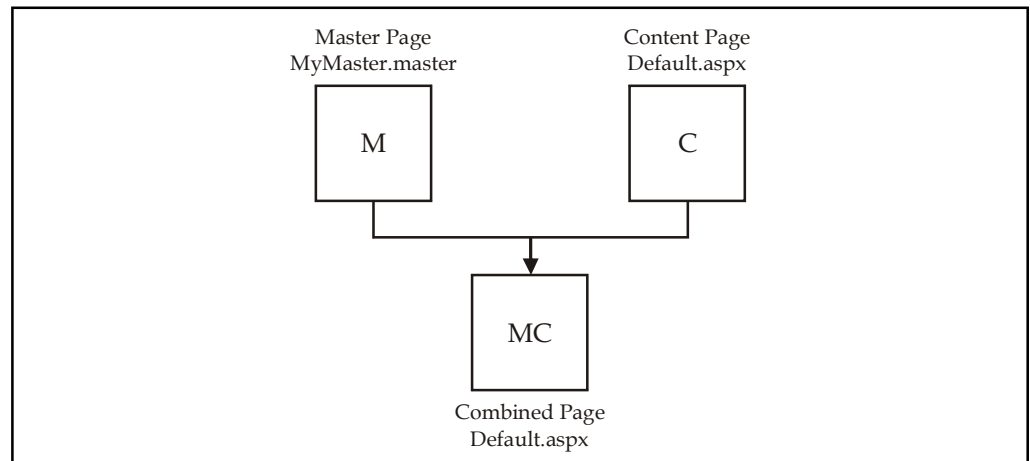 Master Page
MyMaster.master
M
Content Page
Default.aspx
C
MC
Combined Page
Default.aspx